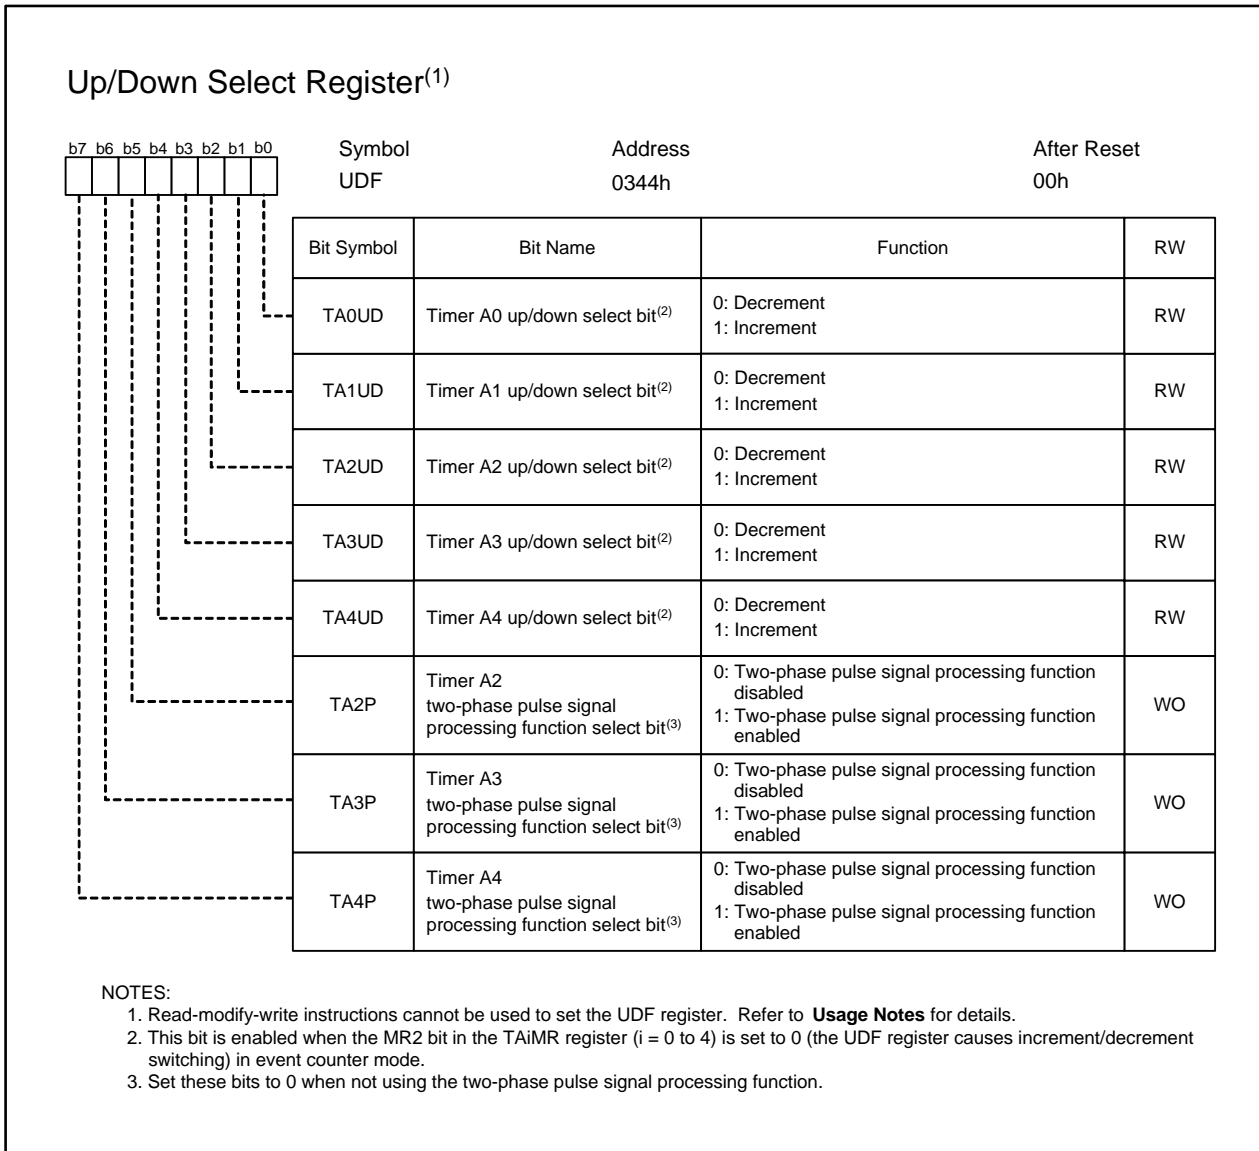 Up/Down Select Register(1)
b7 b6 b5 b4 b3 b2 b1 b0
Symbol Address After Reset
UDF 0344h 00h
Bit Symbol Bit Name Function RW
TA0UD Timer A0 up/down select bit(2) 0: Decrement
1: Increment RW
TA1UD Timer A1 up/down select bit(2) 0: Decrement
1: Increment RW
TA2UD Timer A2 up/down select bit(2) 0: Decrement
1: Increment RW
TA3UD Timer A3 up/down select bit(2) 0: Decrement
1: Increment RW
TA4UD Timer A4 up/down select bit(2) 0: Decrement
1: Increment RW
TA2P
Timer A2
two-phase pulse signal
processing function select bit(3)
0: Two-phase pulse signal processing function
disabled
1: Two-phase pulse signal processing function
enabled
WO
TA3P
Timer A3
two-phase pulse signal
processing function select bit(3)
0: Two-phase pulse signal processing function
disabled
1: Two-phase pulse signal processing function
enabled
WO
TA4P
Timer A4
two-phase pulse signal
processing function select bit(3)
0: Two-phase pulse signal processing function
disabled
1: Two-phase pulse signal processing function
enabled
WO
NOTES:
1. Read-modify-write instructions cannot be used to set the UDF register. Refer to Usage Notes for details.
2. This bit is enabled when the MR2 bit in the TAiMR register (i = 0 to 4) is set to 0 (the UDF register causes increment/decrement
switching) in event counter mode.
3. Set these bits to 0 when not using the two-phase pulse signal processing function.